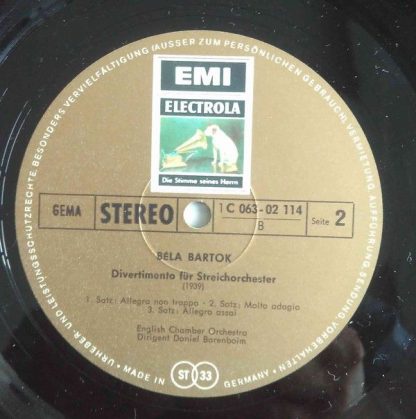 EMI
ELECTROLA
Die Stimme seines Herrn
GEMA STEREO 1 C 063-02 114 Seite 2
B
BÉLA BARTOK
Divertimento für Streichorchester
(1939)
1. Satz: Allegro non troppo - 2. Satz: Molto adagio
3. Satz: Allegro assai
English Chamber Orchestra
Dirigent Daniel Barenboim
ST 33
URHEBER- UND LEISTUNGSSCHUTZRECHTE, BESONDERS VERVIELFÄLTIGUNG (AUSSER ZUM PERSÖNLICHEN GEBRAUCH), VERMIETUNG, AUFFÜHRUNG, SENDUNG, VORBEHALTEN • MADE IN GERMANY •